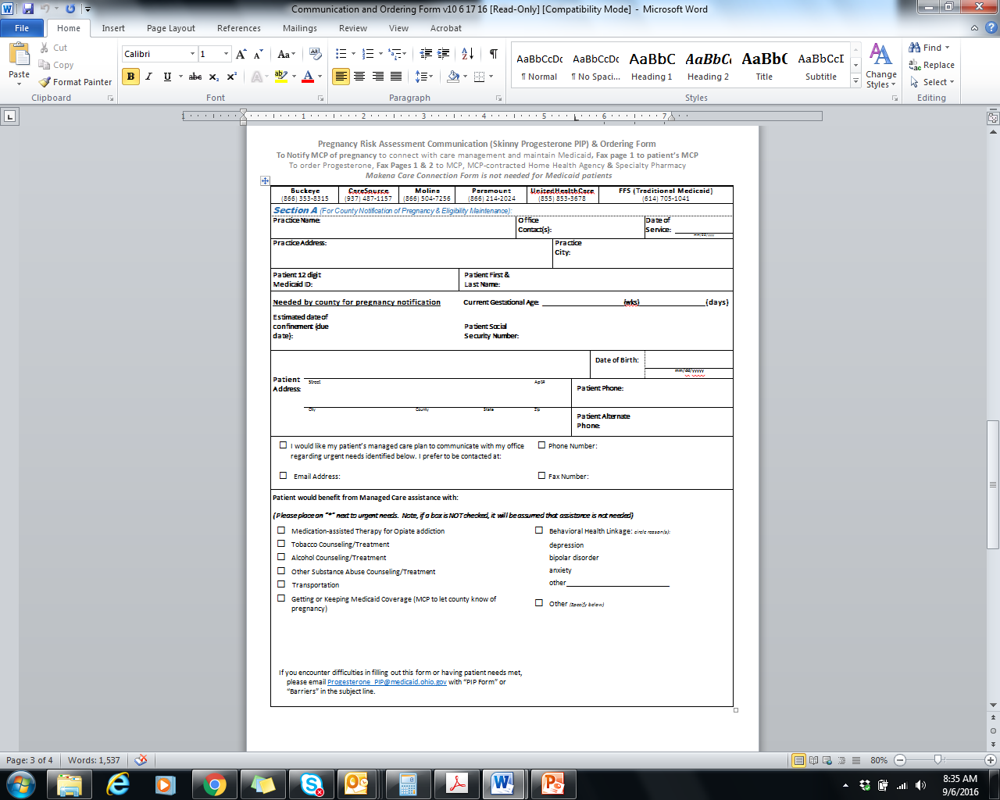 Communication and Ordering Form v10 6 17 16 [Read-Only] [Compatibility Mode] - Microsoft Word
File Home Insert Page Layout References Mailings Review View Acrobat
Paste
Cut
Copy
Format Painter
Clipboard
Calibri 1
Font
Paragraph
AaBbCcDc AaBbCcDc AaBbC AaBbCc AaBbC AaBbCcI
¶ Normal ¶ No Spaci... Heading 1 Heading 2 Title Subtitle
Styles
Change Styles
Find
Replace
Select
Editing
1 1 2 3 4 5 6 7
Pregnancy Risk Assessment Communication (Skinny Progesterone PIP) & Ordering Form
To Notify MCP of pregnancy to connect with care management and maintain Medicaid, Fax page 1 to patient's MCP
To order Progesterone, Fax Pages 1 & 2 to MCP, MCP-contracted Home Health Agency & Specialty Pharmacy
Makena Care Connection Form is not needed for Medicaid patients
Buckeye CareSource Molina Paramount UnitedHealthCare FFS (Traditional Medicaid)
(866) 353-8315 (937) 487-1157 (866) 504-7256 (866) 214-2024 (855) 853-3678 (614) 705-1041
Section A (For County Notification of Pregnancy & Eligibility Maintenance):
Practice Name:
Office
Contact(s):
Date of
Service:
mm/dd/yyyy
Practice Address:
Practice
City:
Patient 12 digit
Medicaid ID:
Patient First &
Last Name:
Needed by county for pregnancy notification
Current Gestational Age: (wks) (days)
Estimated date of
confinement (due
date):
Patient Social
Security Number:
Date of Birth:
mm/dd/yyyyy
Patient
Address:
Street Apt#
Patient Phone:
City County State Zip
Patient Alternate
Phone:
I would like my patient's managed care plan to communicate with my office
regarding urgent needs identified below. I prefer to be contacted at:
Phone Number:
Email Address:
Fax Number:
Patient would benefit from Managed Care assistance with:
(Please place an "*" next to urgent needs. Note, if a box is NOT checked, it will be assumed that assistance is not needed)
Medication-assisted Therapy for Opiate addiction
Tobacco Counseling/Treatment
Alcohol Counseling/Treatment
Other Substance Abuse Counseling/Treatment
Transportation
Getting or Keeping Medicaid Coverage (MCP to let county know of
pregnancy)
Behavioral Health Linkage: circle reason(s):
depression
bipolar disorder
anxiety
other
Other (Specify below)
If you encounter difficulties in filling out this form or having patient needs met,
please email Progesterone_PIP@medicaid.ohio.gov with "PIP Form" or
"Barriers" in the subject line.
Page: 3 of 4 Words: 1,537 80%
8:35 AM
9/6/2016